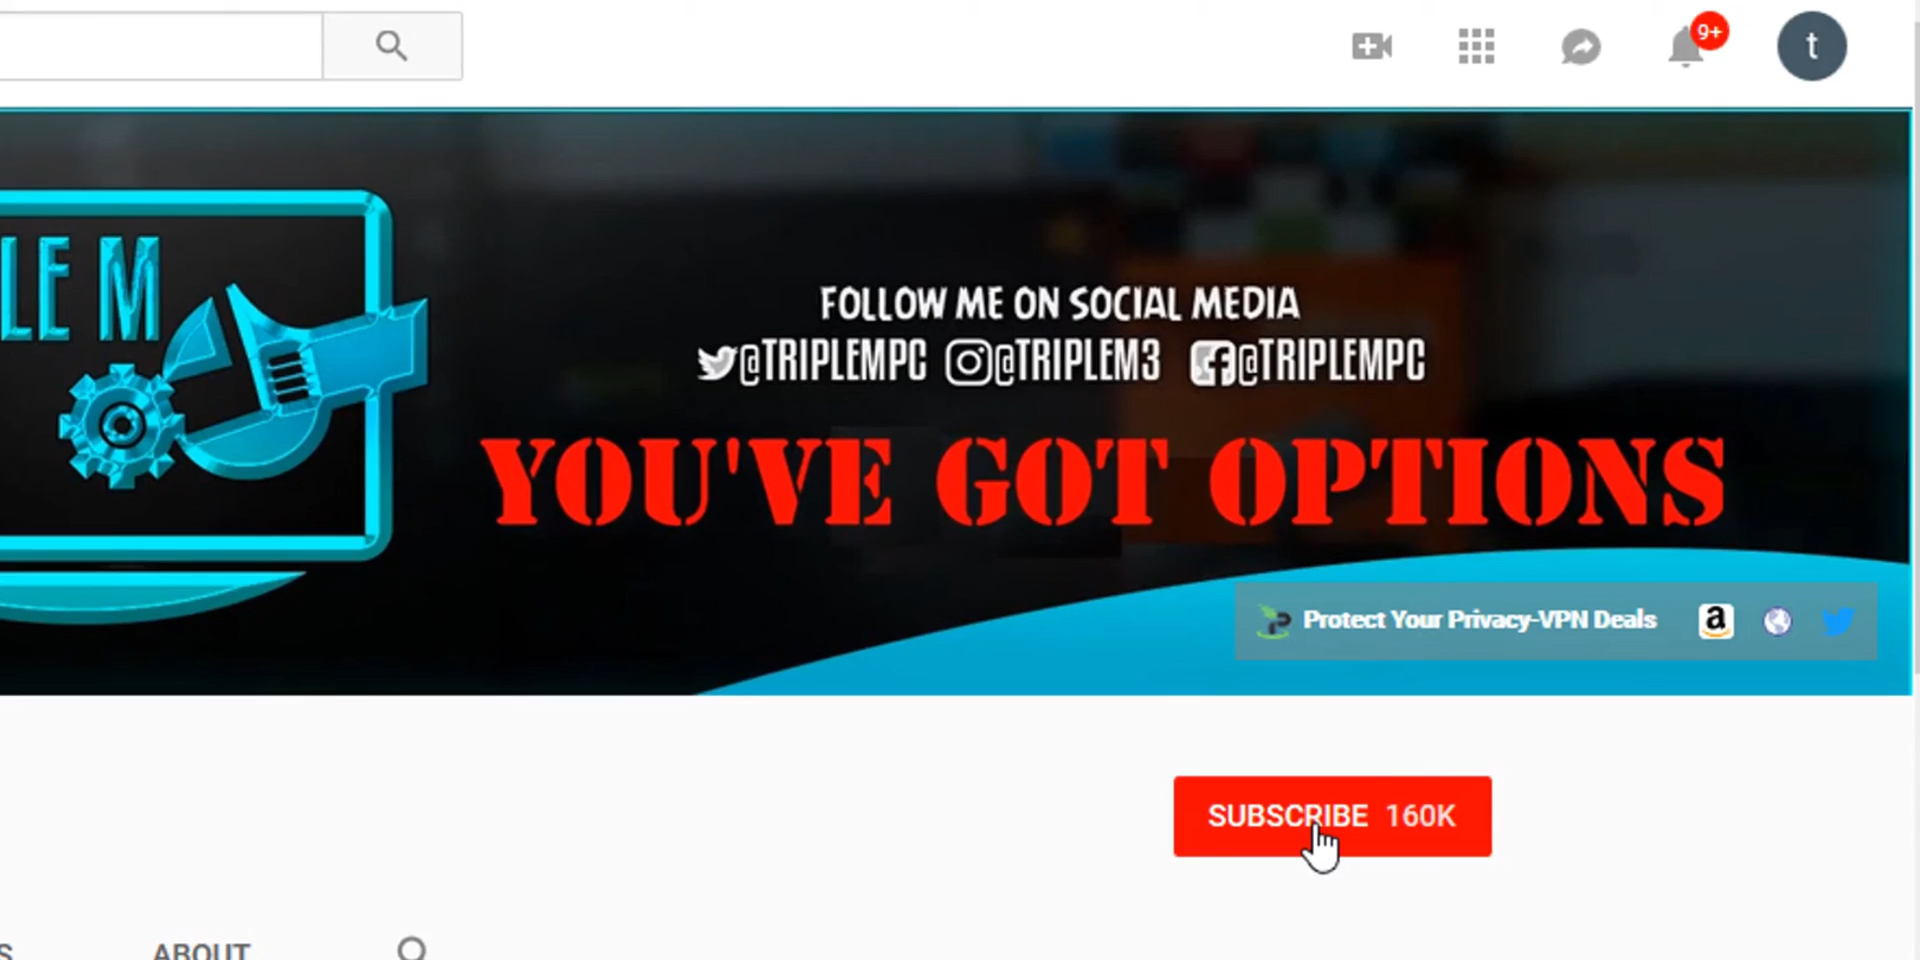 9+
t
LE M
FOLLOW ME ON SOCIAL MEDIA
@TRIPLEMPC @TRIPLEM3 @TRIPLEMPC
YOU'VE GOT OPTIONS
Protect Your Privacy-VPN Deals
SUBSCRIBE 160K
S ABOUT